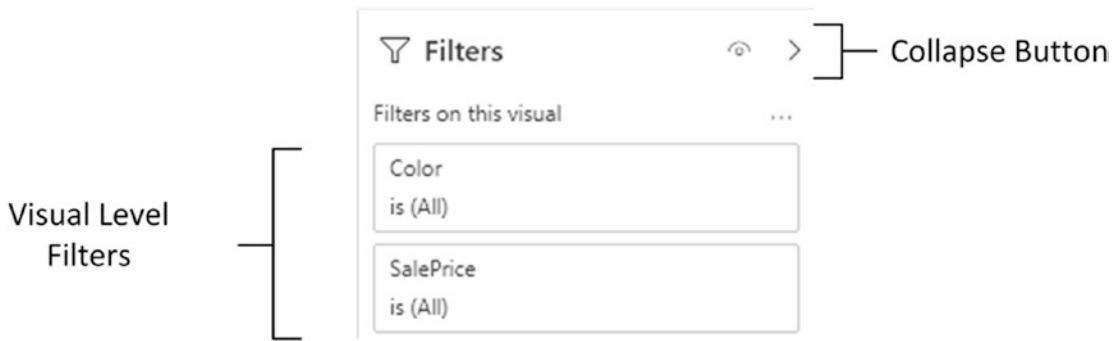 Filters
Collapse Button
Filters on this visual
...
Color
is (All)
Visual Level
Filters
SalePrice
is (All)